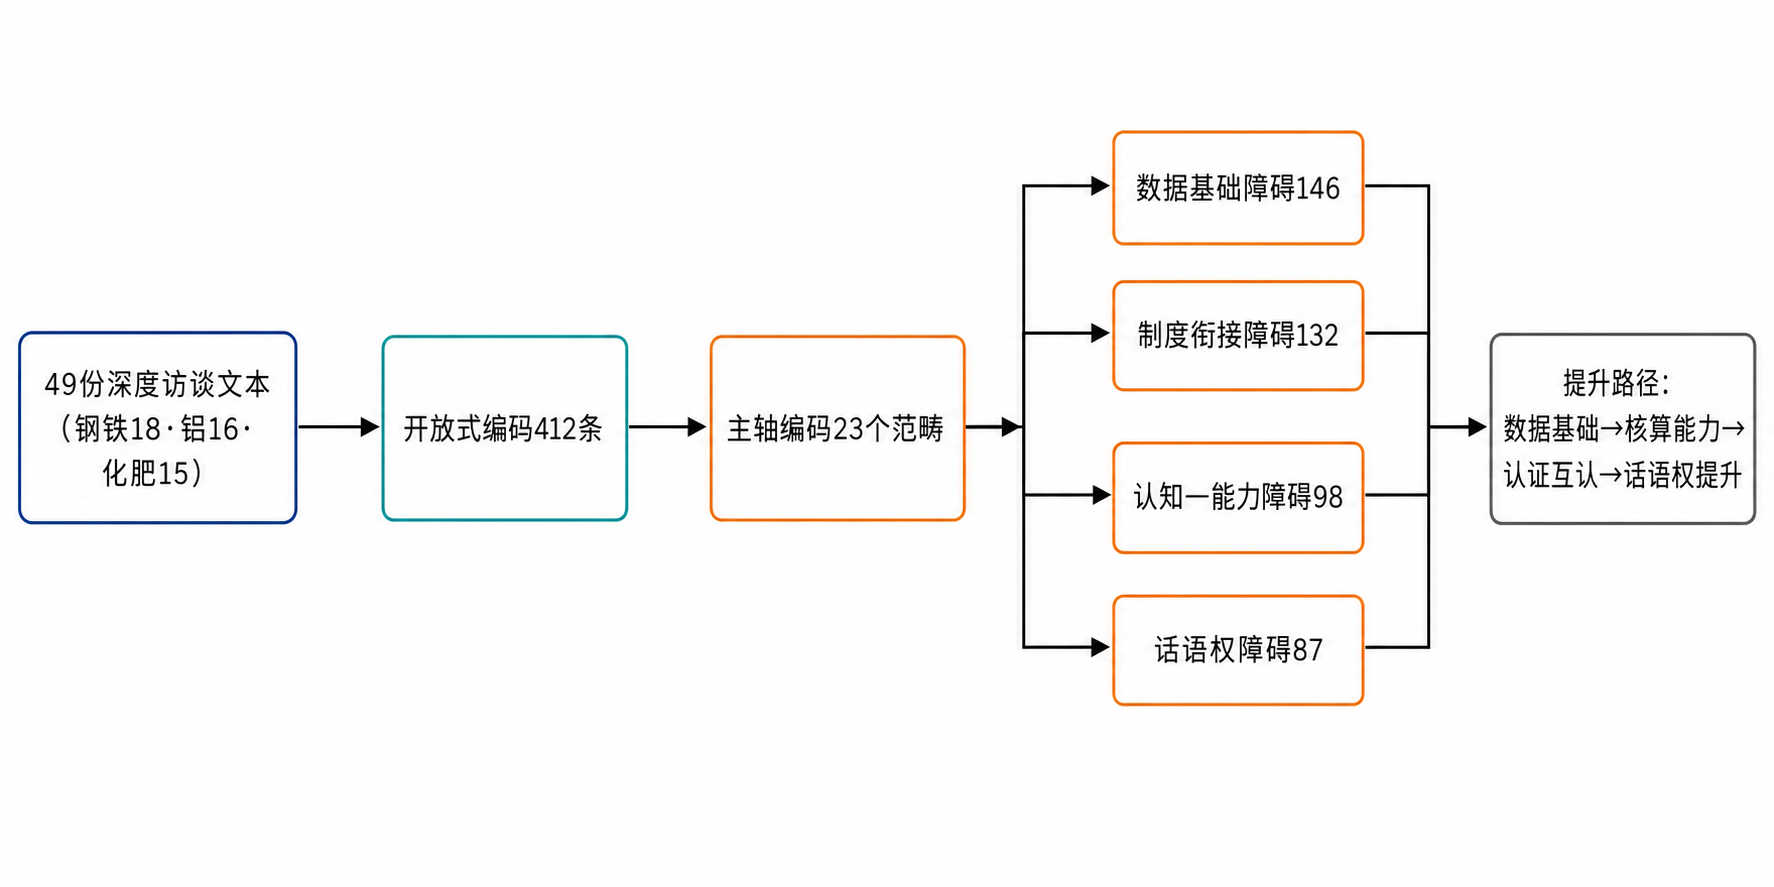 49份深度访谈文本
（钢铁18·铝16·
化肥15）
开放式编码412条
主轴编码23个范畴
数据基础障碍146
制度衔接障碍132
认知—能力障碍98
话语权障碍87
提升路径：
数据基础→核算能力→
认证互认→话语权提升